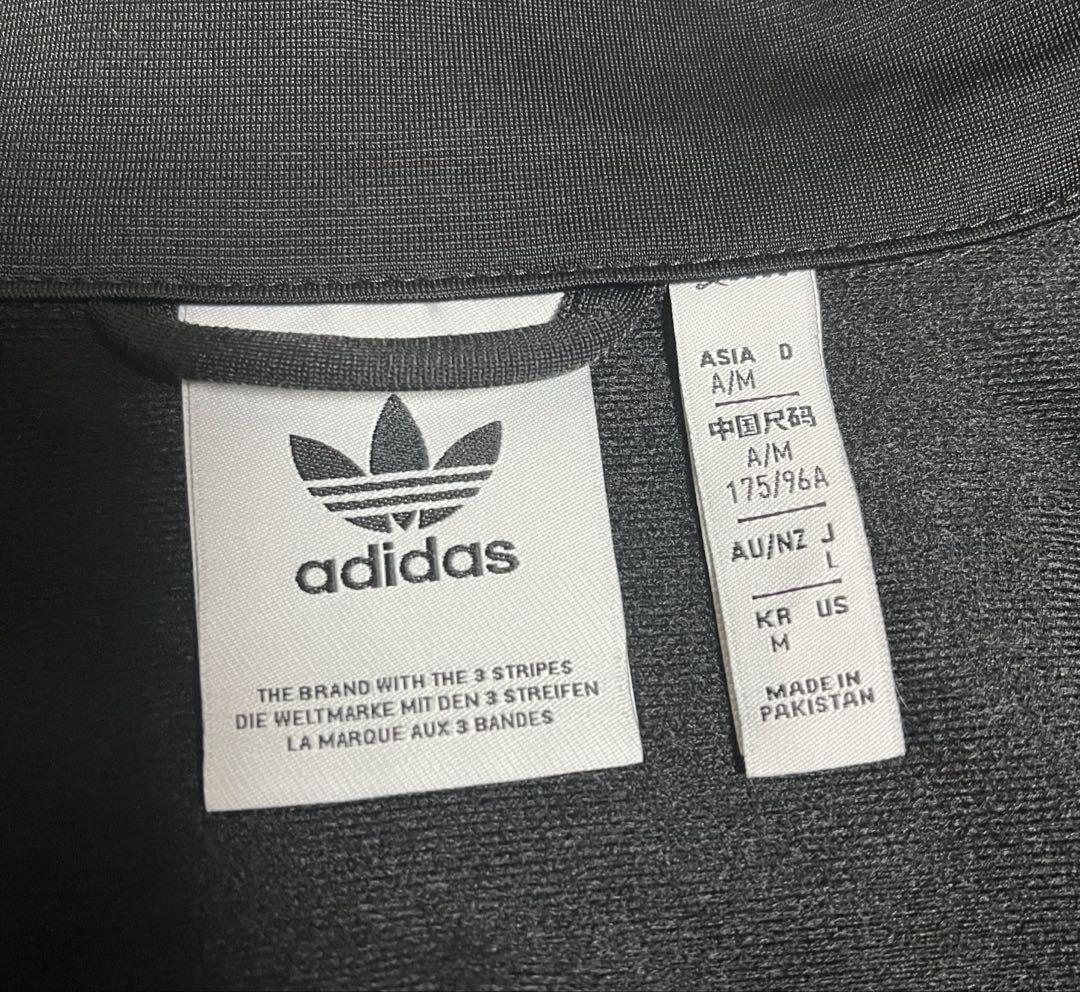 adidas
THE BRAND WITH THE 3 STRIPES
DIE WELTMARKE MIT DEN 3 STREIFEN
LA MARQUE AUX 3 BANDES
ASIA D
A/M
中国尺码
A/M
175/96A
AU/NZ J
L
KR US
M
MADE IN
PAKISTAN